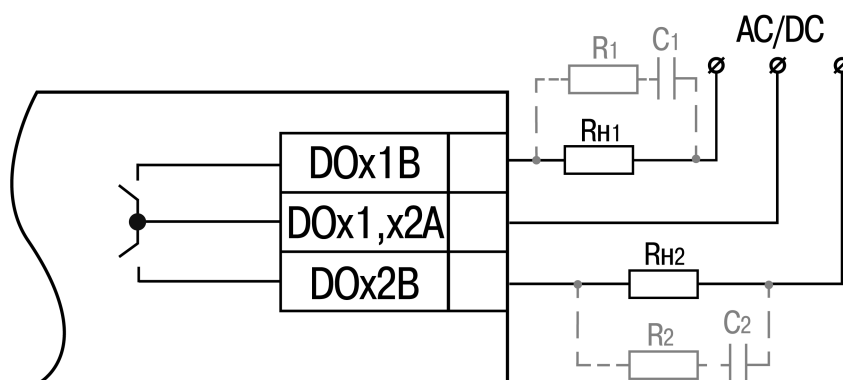 AC/DC
R1
C1
RH1
DOx1B
DOx1,x2A
DOx2B
RH2
R2
C2